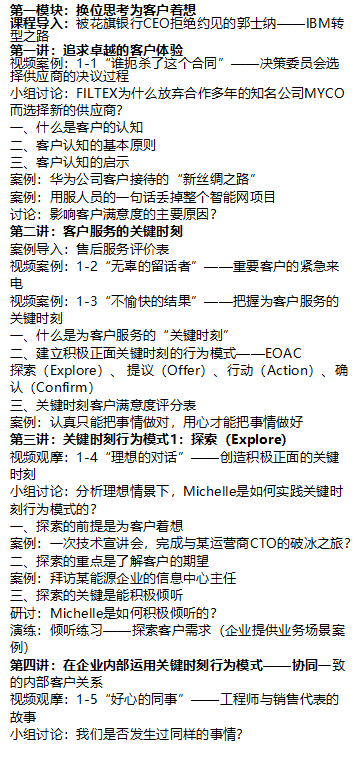 第一模块：换位思考为客户着想
课程导入：被花旗银行CEO拒绝约见的郭士纳——IBM转
型之路
第一讲：追求卓越的客户体验
视频案例：1-1“谁扼杀了这个合同”——决策委员会选
择供应商的决议过程
小组讨论：FILTEX为什么放弃合作多年的知名公司MYCO
而选择新的供应商？
一、什么是客户的认知
二、客户认知的基本原则
三、客户认知的启示
案例：华为公司客户接待的“新丝绸之路”
案例：用服人员的一句话丢掉整个智能网项目
讨论：影响客户满意度的主要原因？
第二讲：客户服务的关键时刻
案例导入：售后服务评价表
视频案例：1-2“无辜的留话者”——重要客户的紧急来
电
视频案例：1-3“不愉快的结果”——把握为客户服务的
关键时刻
一、什么是为客户服务的“关键时刻”
二、建立积极正面关键时刻的行为模式——EOAC
探索（Explore）、 提议（Offer）、行动（Action）、确
认（Confirm）
三、关键时刻客户满意度评分表
案例：认真只能把事情做对，用心才能把事情做好
第三讲：关键时刻行为模式1：探索（Explore）
视频观摩：1-4“理想的对话”——创造积极正面的关键
时刻
小组讨论：分析理想情景下，Michelle是如何实践关键时
刻行为模式的？
一、探索的前提是为客户着想
案例：一次技术宣讲会，完成与某运营商CTO的破冰之旅？
二、探索的重点是了解客户的期望
案例：拜访某能源企业的信息中心主任
三、探索的关键是能积极倾听
研讨：Michelle是如何积极倾听的？
演练：倾听练习——探索客户需求（企业提供业务场景案
例）
第四讲：在企业内部运用关键时刻行为模式——协同一致
的内部客户关系
视频观摩：1-5“好心的同事”——工程师与销售代表的
故事
小组讨论：我们是否发生过同样的事情？